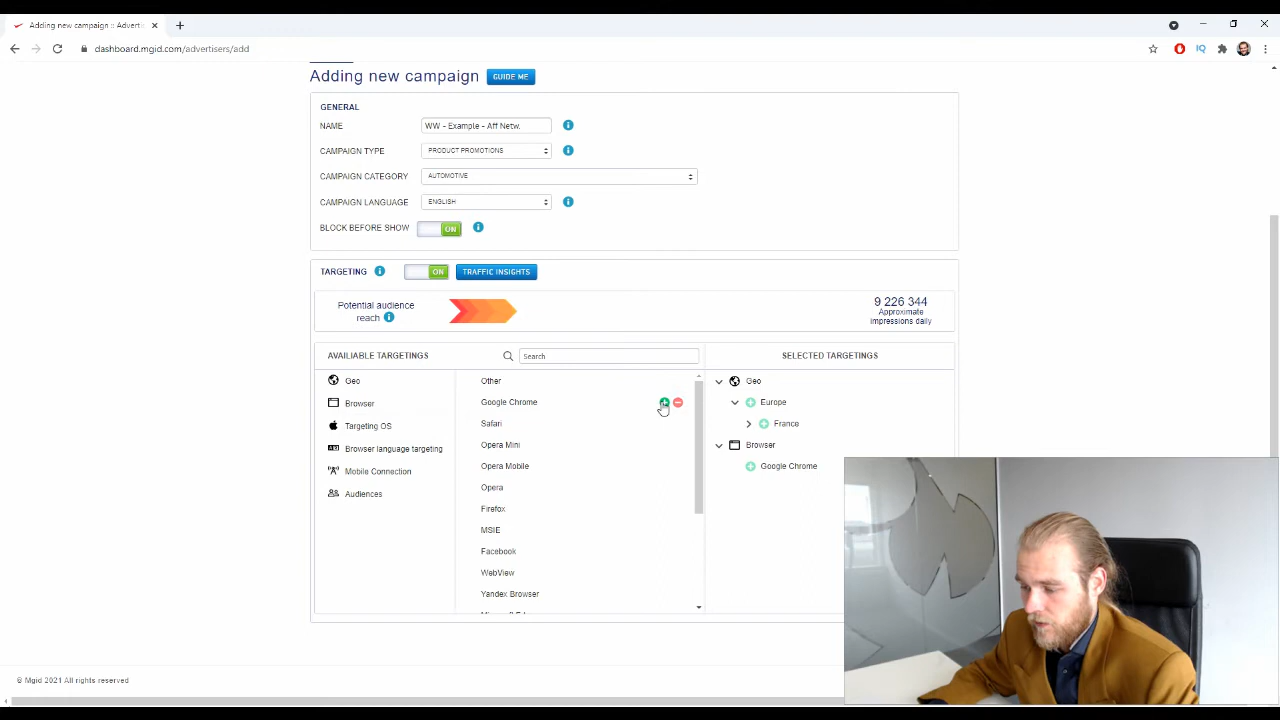 Adding new campaign :: Adverti
dashboard.mgid.com/advertisers/add
IQ
Adding new campaign
GUIDE ME
GENERAL
NAME
WW - Example - Aff Netw.
CAMPAIGN TYPE
PRODUCT PROMOTIONS
CAMPAIGN CATEGORY
AUTOMOTIVE
CAMPAIGN LANGUAGE
ENGLISH
BLOCK BEFORE SHOW
ON
TARGETING
ON
TRAFFIC INSIGHTS
Potential audience
reach
9 226 344
Approximate
impressions daily
AVAILIABLE TARGETINGS
Search
SELECTED TARGETINGS
Geo
Browser
Targeting OS
Browser language targeting
Mobile Connection
Audiences
Other
Google Chrome
Safari
Opera Mini
Opera Mobile
Opera
Firefox
MSIE
Facebook
WebView
Yandex Browser
Geo
Europe
France
Browser
Google Chrome
© Mgid 2021 All rights reserved